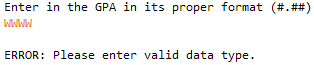 Enter in the GPA in its proper format (#.##)
WWWW
ERROR: Please enter valid data type.